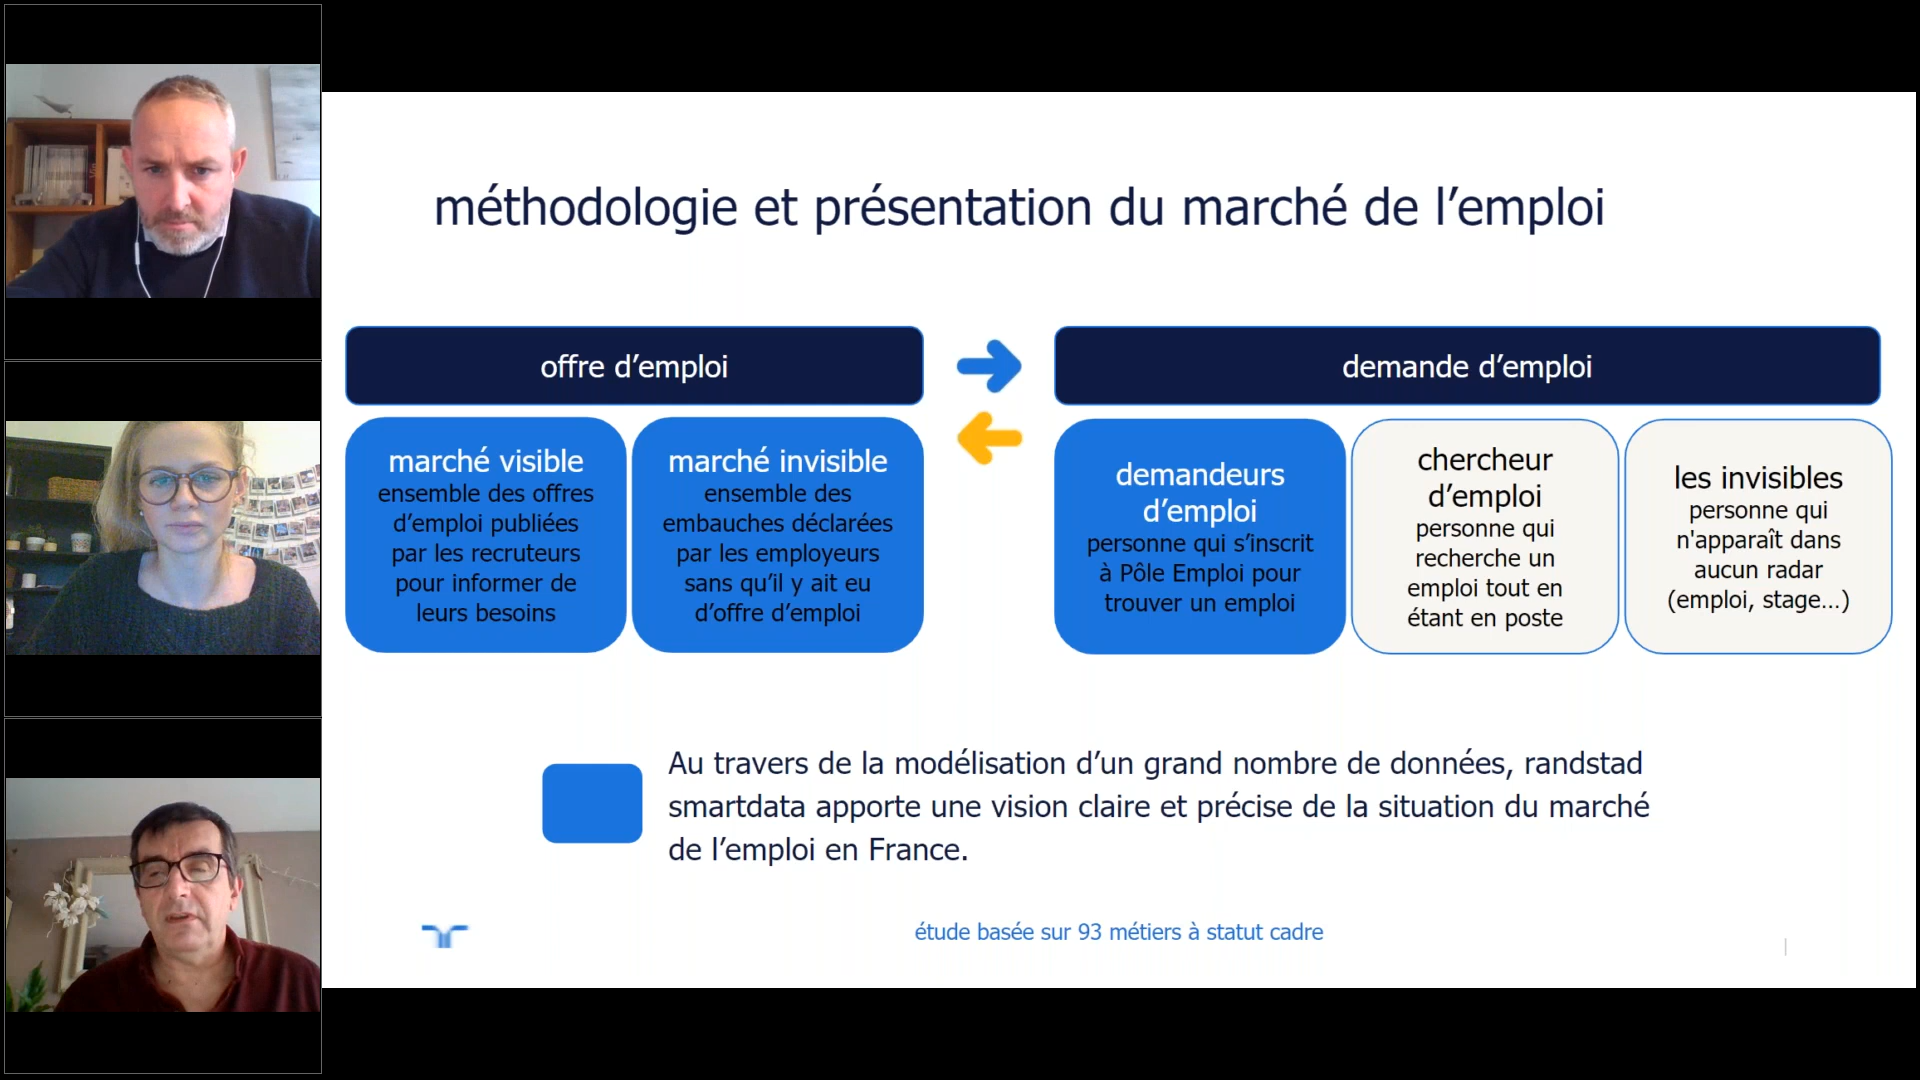 méthodologie et présentation du marché de l’emploi
offre d’emploi
demande d’emploi
marché visible
ensemble des offres
d’emploi publiées
par les recruteurs
pour informer de
leurs besoins
marché invisible
ensemble des
embauches déclarées
par les employeurs
sans qu’il y ait eu
d’offre d’emploi
demandeurs
d’emploi
personne qui s’inscrit
à Pôle Emploi pour
trouver un emploi
chercheur
d’emploi
personne qui
recherche un
emploi tout en
étant en poste
les invisibles
personne qui
n'apparaît dans
aucun radar
(emploi, stage...)
Au travers de la modélisation d’un grand nombre de données, randstad
smartdata apporte une vision claire et précise de la situation du marché
de l’emploi en France.
étude basée sur 93 métiers à statut cadre